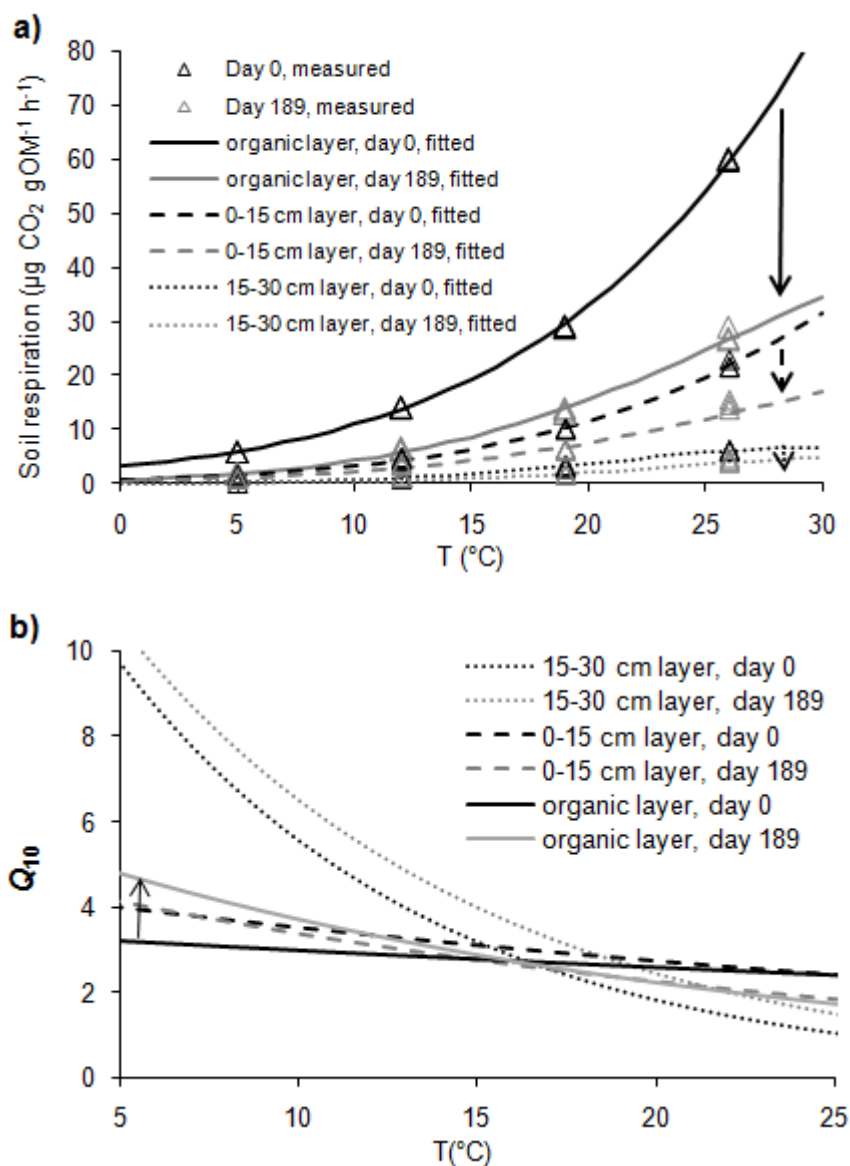 a)
80
70
60
50
40
30
20
10
0
Soil respiration (µg CO₂ gOM⁻¹ h⁻¹)
Day 0, measured
Day 189, measured
organic layer, day 0, fitted
organic layer, day 189, fitted
0-15 cm layer, day 0, fitted
0-15 cm layer, day 189, fitted
15-30 cm layer, day 0, fitted
15-30 cm layer, day 189, fitted
0 5 10 15 20 25 30
T (°C)
b)
10
8
6
4
2
0
Q₁₀
15-30 cm layer, day 0
15-30 cm layer, day 189
0-15 cm layer, day 0
0-15 cm layer, day 189
organic layer, day 0
organic layer, day 189
5 10 15 20 25
T(°C)